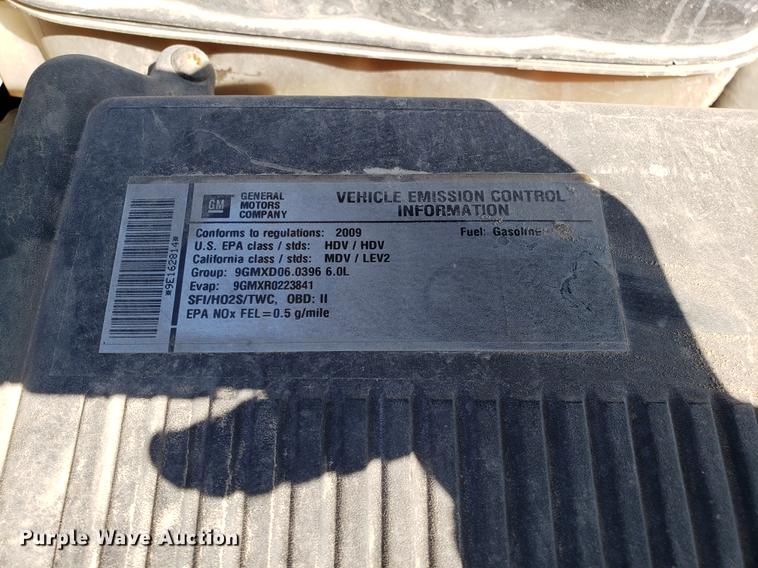 GM GENERAL MOTORS COMPANY
VEHICLE EMISSION CONTROL
INFORMATION
Conforms to regulations: 2009 Fuel: Gasoline
U.S. EPA class / stds: HDV / HDV
California class / stds: MDV / LEV2
Group: 9GMXD06.0396 6.0L
Evap: 9GMXR0223841
SFI/HO2S/TWC, OBD: II
EPA NOx FEL=0.5 g/mile
*9E162814*
Purple Wave Auction